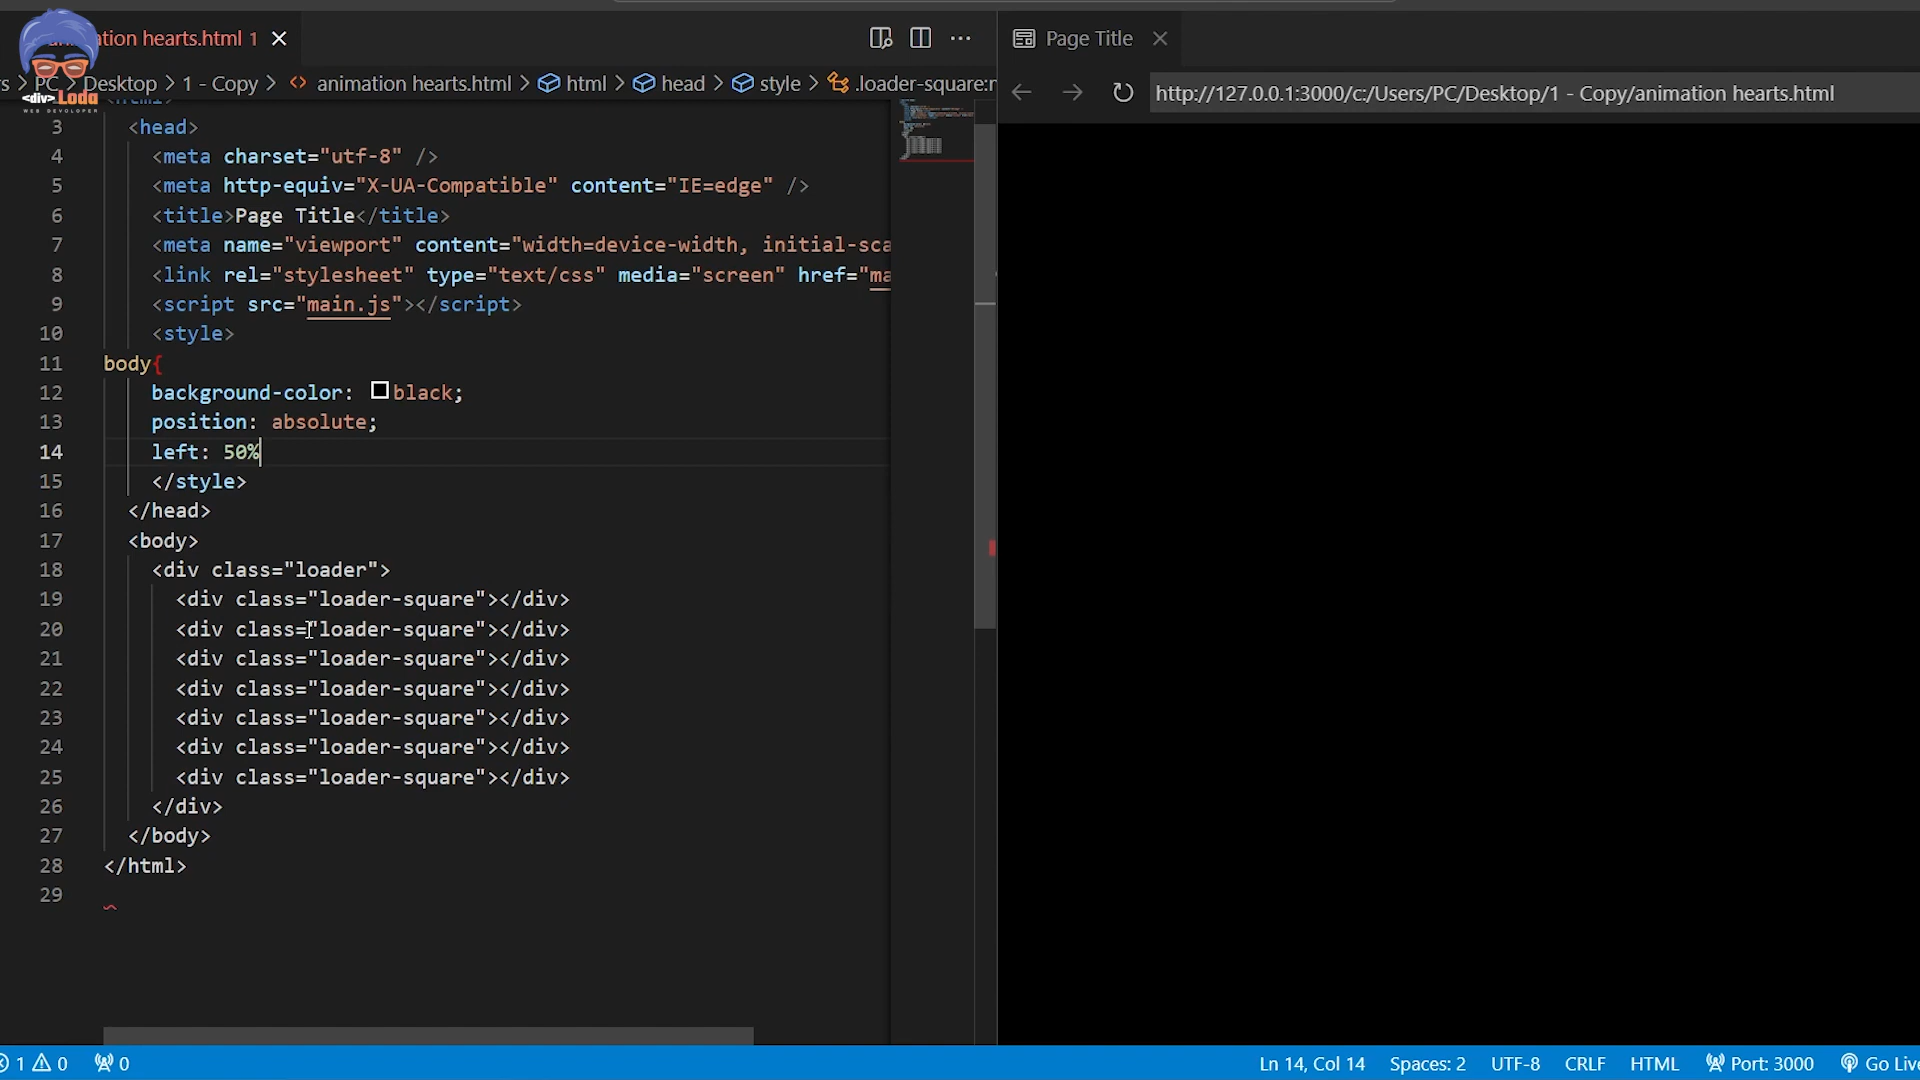 animation hearts.html 1
Page Title
PC > Desktop > 1 - Copy > animation hearts.html > html > head > style > .loader-square:
http://127.0.0.1:3000/c:/Users/PC/Desktop/1 - Copy/animation hearts.html
<div>Loda
WEB DEVOLOPER
<html>
3 <head>
4 <meta charset="utf-8" />
5 <meta http-equiv="X-UA-Compatible" content="IE=edge" />
6 <title>Page Title</title>
7 <meta name="viewport" content="width=device-width, initial-sca
8 <link rel="stylesheet" type="text/css" media="screen" href="ma
9 <script src="main.js"></script>
10 <style>
11 body{
12 background-color: black;
13 position: absolute;
14 left: 50%
15 </style>
16 </head>
17 <body>
18 <div class="loader">
19 <div class="loader-square"></div>
20 <div class="loader-square"></div>
21 <div class="loader-square"></div>
22 <div class="loader-square"></div>
23 <div class="loader-square"></div>
24 <div class="loader-square"></div>
25 <div class="loader-square"></div>
26 </div>
27 </body>
28 </html>
29
1 0 0 Ln 14, Col 14 Spaces: 2 UTF-8 CRLF HTML Port: 3000 Go Live